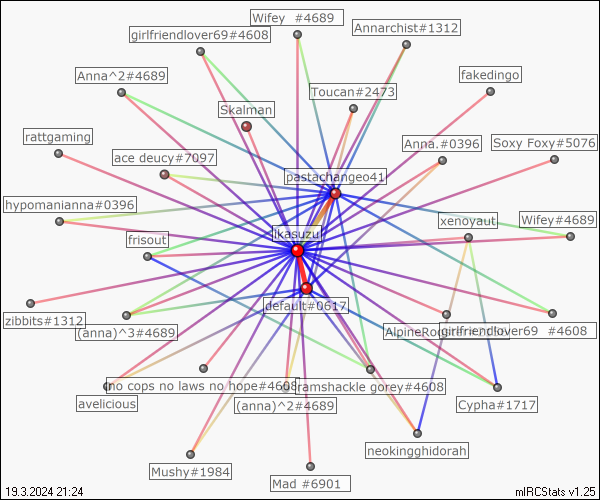 Wifey #4689
Annarchist#1312
girlfriendlover69#4608
Anna^2#4689
fakedingo
Toucan#2473
Skalman
rattgaming
Anna.#0396
Soxy Foxy#5076
ace deucy#7097
pastachangeo41
hypomanianna#0396
xenoyaut
Wifey#4689
ikasuzu
frisout
default#0617
zibbits#1312
(anna)^3#4689
girlfriendlover69 #4608
(no cops no laws no hope#4608
ramshackle gorey#4608
avelicious
(anna)^2#4689
Cypha#1717
neokingghidorah
Mushy#1984
Mad #6901
19.3.2024 21:24
mIRCStats v1.25